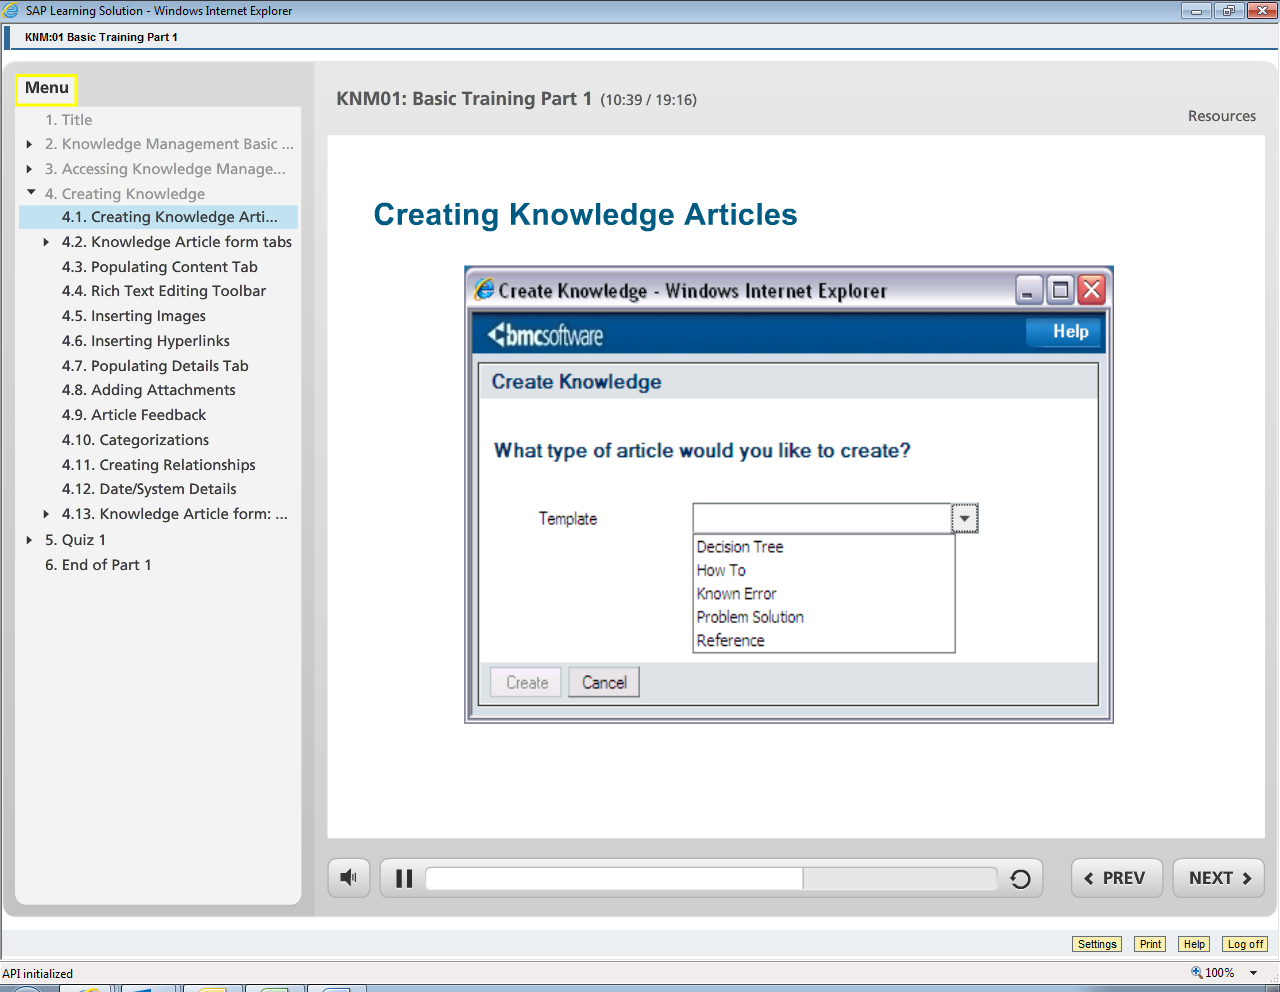 SAP Learning Solution - Windows Internet Explorer
KNM:01 Basic Training Part 1
Menu
1. Title
2. Knowledge Management Basic ...
3. Accessing Knowledge Manage...
4. Creating Knowledge
4.1. Creating Knowledge Arti...
4.2. Knowledge Article form tabs
4.3. Populating Content Tab
4.4. Rich Text Editing Toolbar
4.5. Inserting Images
4.6. Inserting Hyperlinks
4.7. Populating Details Tab
4.8. Adding Attachments
4.9. Article Feedback
4.10. Categorizations
4.11. Creating Relationships
4.12. Date/System Details
4.13. Knowledge Article form: ...
5. Quiz 1
6. End of Part 1
KNM01: Basic Training Part 1 (10:39 / 19:16)
Resources
Creating Knowledge Articles
Create Knowledge - Windows Internet Explorer
bmcsoftware
Help
Create Knowledge
What type of article would you like to create?
Template
Decision Tree
How To
Known Error
Problem Solution
Reference
Create Cancel
PREV NEXT
Settings Print Help Log off
API initialized
100%